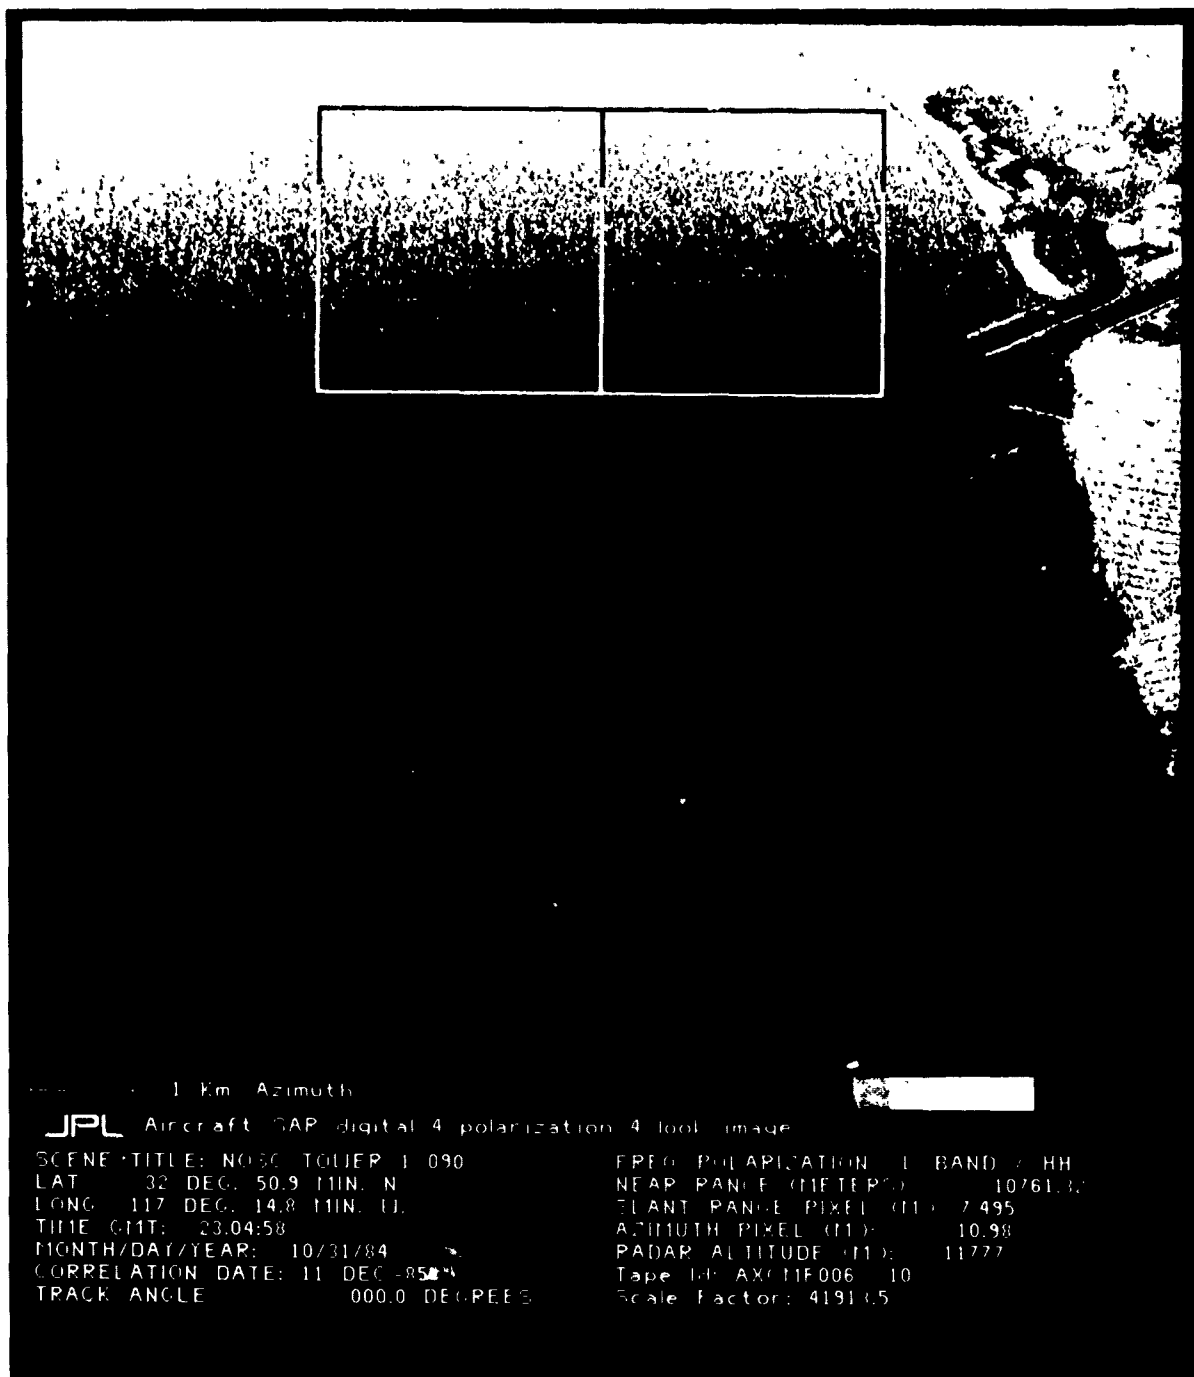 1 Km Azimuth
JPL Aircraft SAR digital 4 polarization 4 look image
SCENE TITLE: NOSC TOWER 1 090
LAT 32 DEG. 50.9 MIN. N
LONG 117 DEG. 14.8 MIN. W.
TIME GMT: 23.04:58
MONTH/DAY/YEAR: 10/31/84
CORRELATION DATE: 11 DEC -85
TRACK ANGLE 000.0 DEGREES
FREQ POLARIZATION L BAND / HH
NEAR RANGE (METERS) 10761.32
SLANT RANGE PIXEL (M) 7.495
AZIMUTH PIXEL (M): 10.98
RADAR ALTITUDE (M): 11777
Tape Id: 10
Scale Factor: